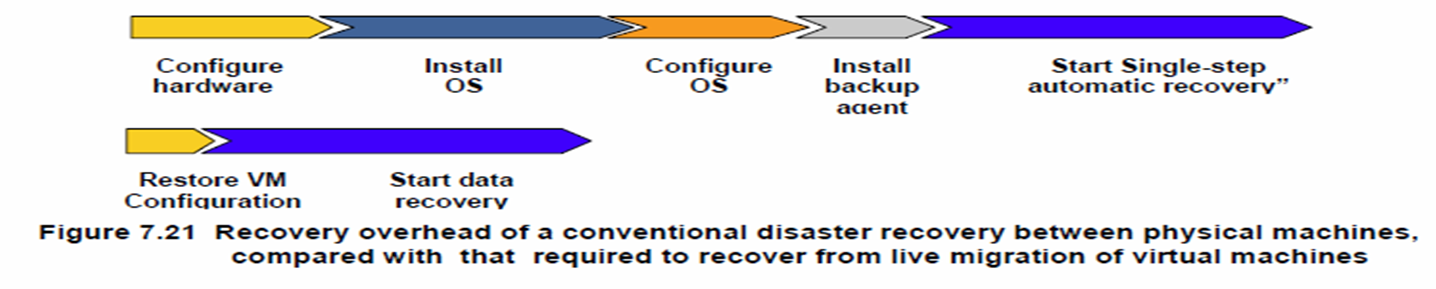 Configure hardware
Install OS
Configure OS
Install backup agent
Start Single-step automatic recovery”
Restore VM Configuration
Start data recovery
Figure 7.21 Recovery overhead of a conventional disaster recovery between physical machines,
compared with that required to recover from live migration of virtual machines